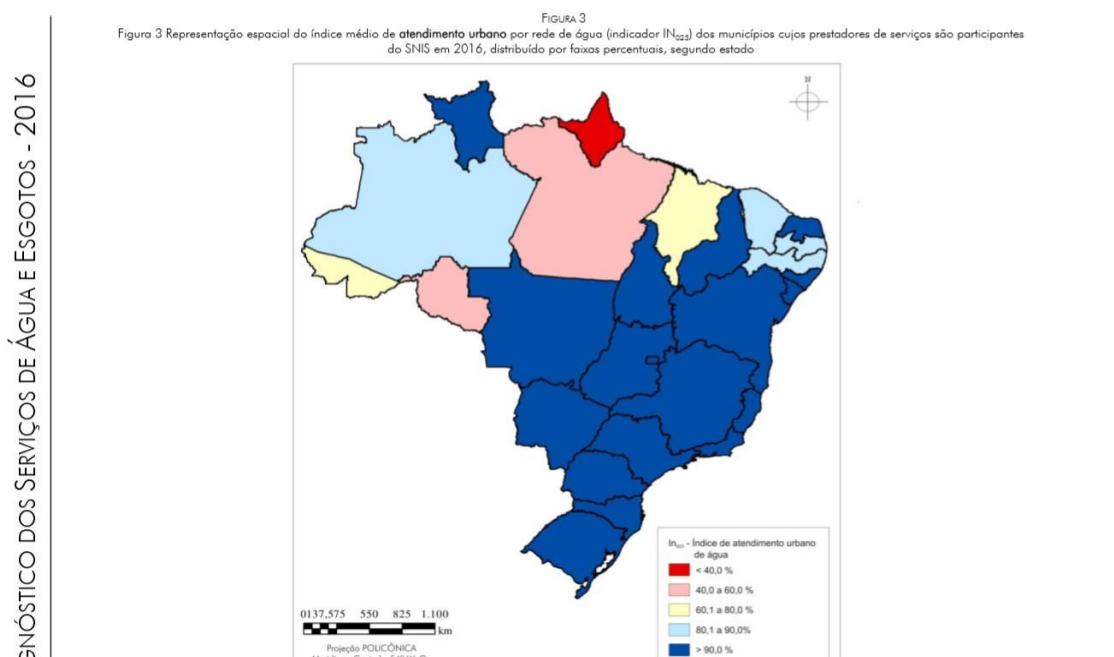 FIGURA 3
Figura 3 Representação espacial do índice médio de atendimento urbano por rede de água (indicador IN₀₂₃) dos municípios cujos prestadores de serviços são participantes
do SNIS em 2016, distribuído por faixas percentuais, segundo estado
GNÓSTICO DOS SERVIÇOS DE ÁGUA E ESGOTOS - 2016
N
In₀₂₃ - Índice de atendimento urbano
de água
< 40,0 %
40,0 a 60,0 %
60,1 a 80,0 %
80,1 a 90,0%
> 90,0 %
0137,575 550 825 1.100
km
Projeção POLICÔNICA